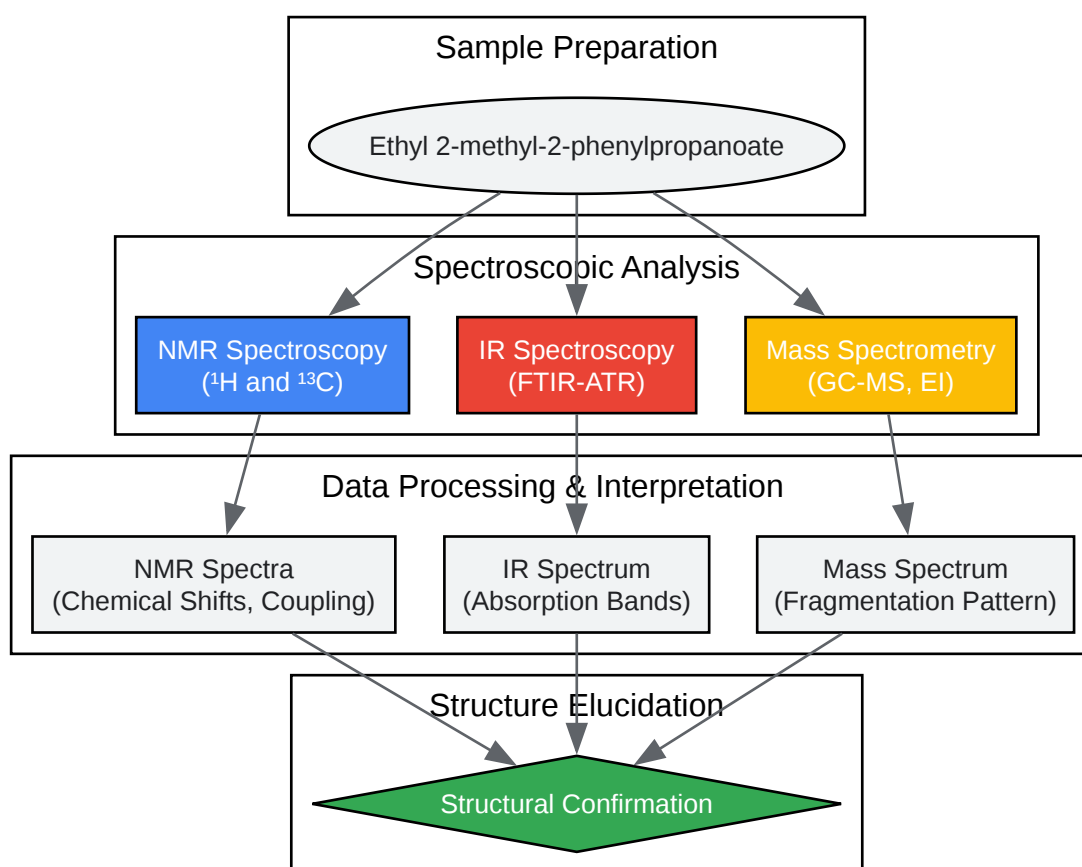 Sample Preparation
Ethyl 2-methyl-2-phenylpropanoate
Spectroscopic Analysis
NMR Spectroscopy
(¹H and ¹³C)
IR Spectroscopy
(FTIR-ATR)
Mass Spectrometry
(GC-MS, EI)
Data Processing & Interpretation
NMR Spectra
(Chemical Shifts, Coupling)
IR Spectrum
(Absorption Bands)
Mass Spectrum
(Fragmentation Pattern)
Structure Elucidation
Structural Confirmation